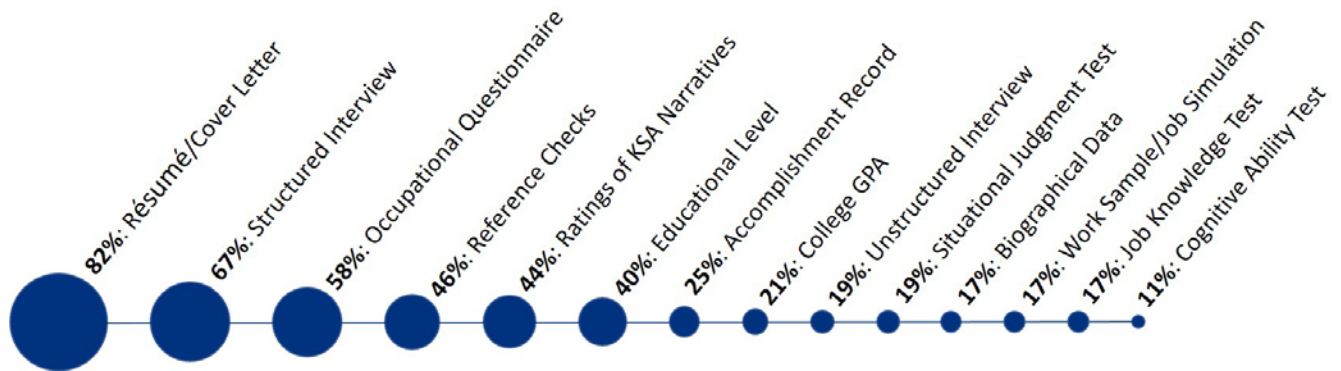 82%: Résumé/Cover Letter
67%: Structured Interview
58%: Occupational Questionnaire
46%: Reference Checks
44%: Ratings of KSA Narratives
40%: Educational Level
25%: Accomplishment Record
21%: College GPA
19%: Unstructured Interview
19%: Situational Judgment Test
17%: Biographical Data
17%: Work Sample/Job Simulation
17%: Job Knowledge Test
11%: Cognitive Ability Test